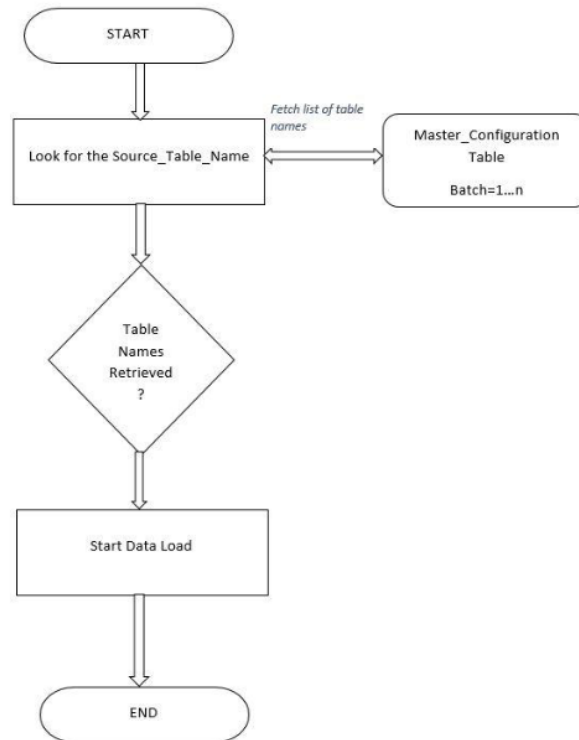 START
Fetch list of table
names
Look for the Source_Table_Name
Master_Configuration
Table
Batch=1...n
Table
Names
Retrieved
?
Start Data Load
END